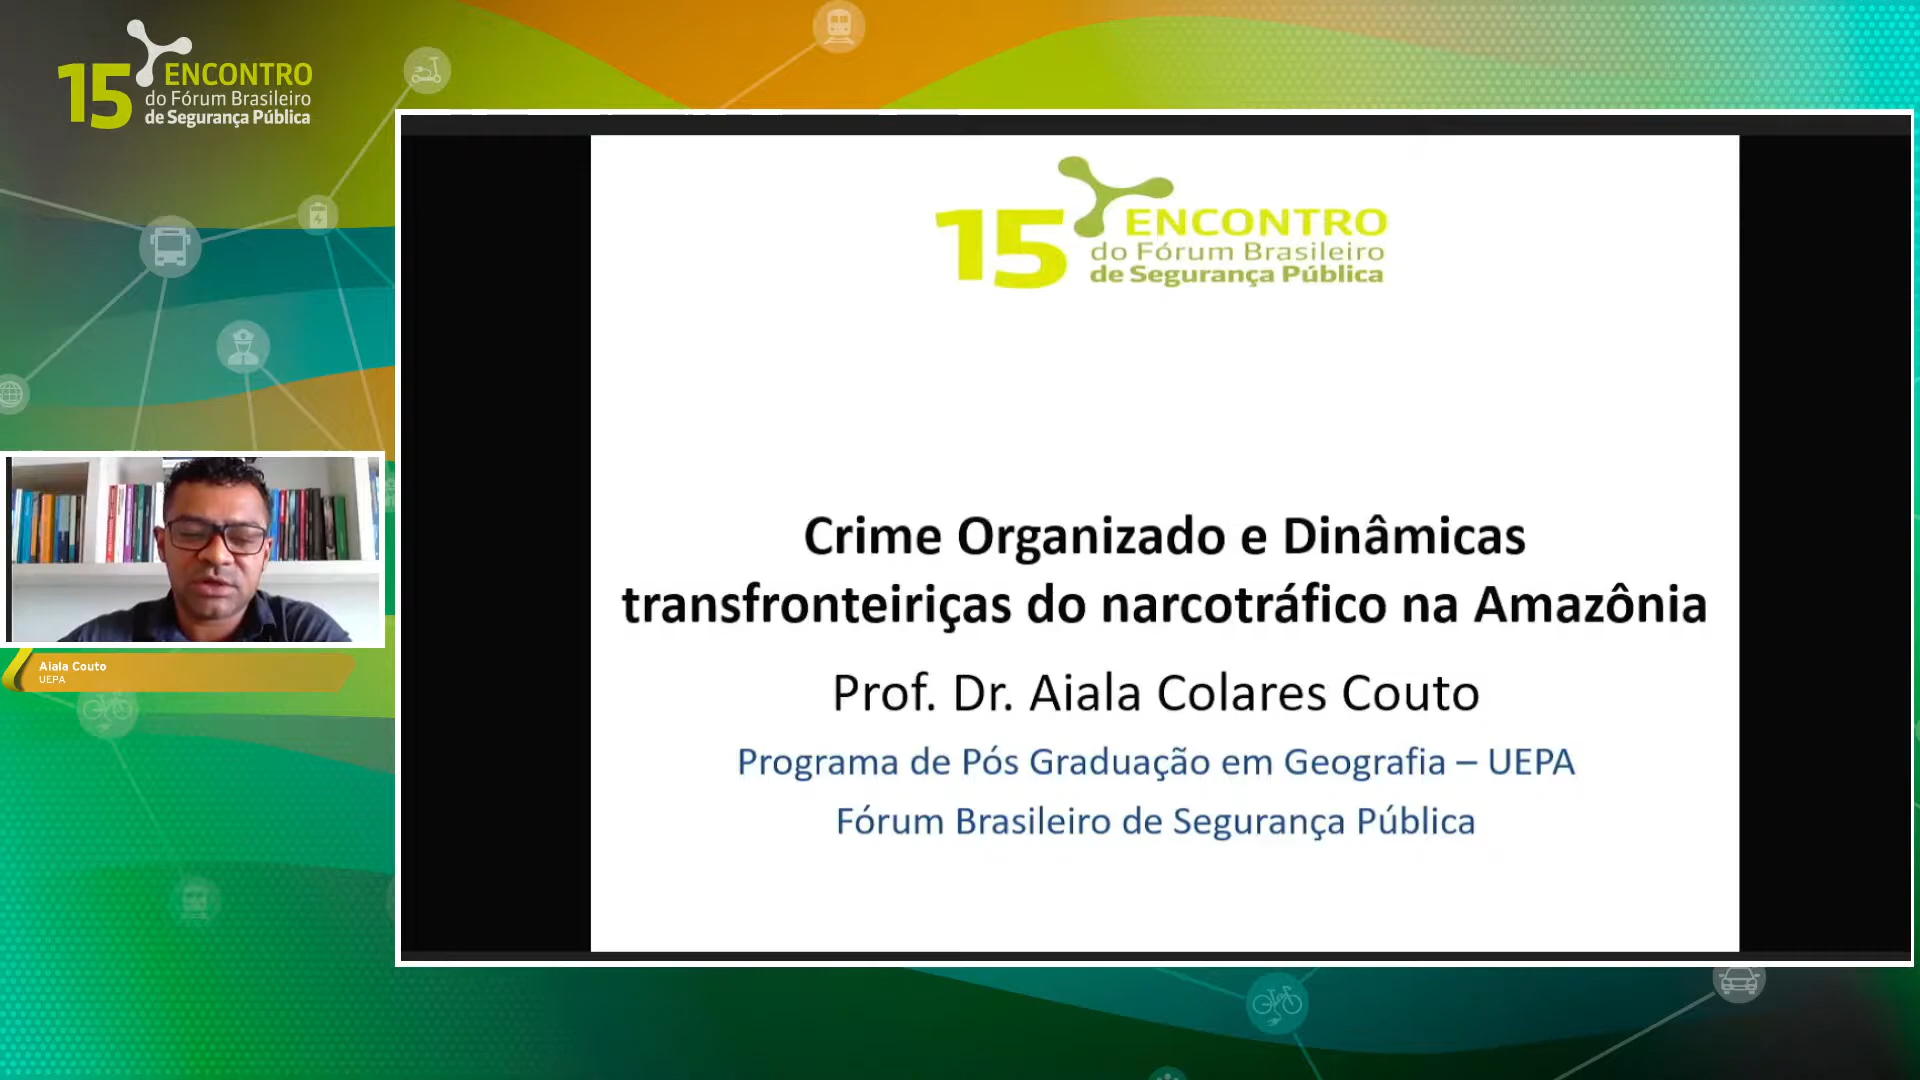 15 ENCONTRO
do Fórum Brasileiro
de Segurança Pública
15 ENCONTRO
do Fórum Brasileiro
de Segurança Pública
Crime Organizado e Dinâmicas
transfronteiriças do narcotráfico na Amazônia
Prof. Dr. Aiala Colares Couto
Programa de Pós Graduação em Geografia – UEPA
Fórum Brasileiro de Segurança Pública
Aiala Couto
UEPA